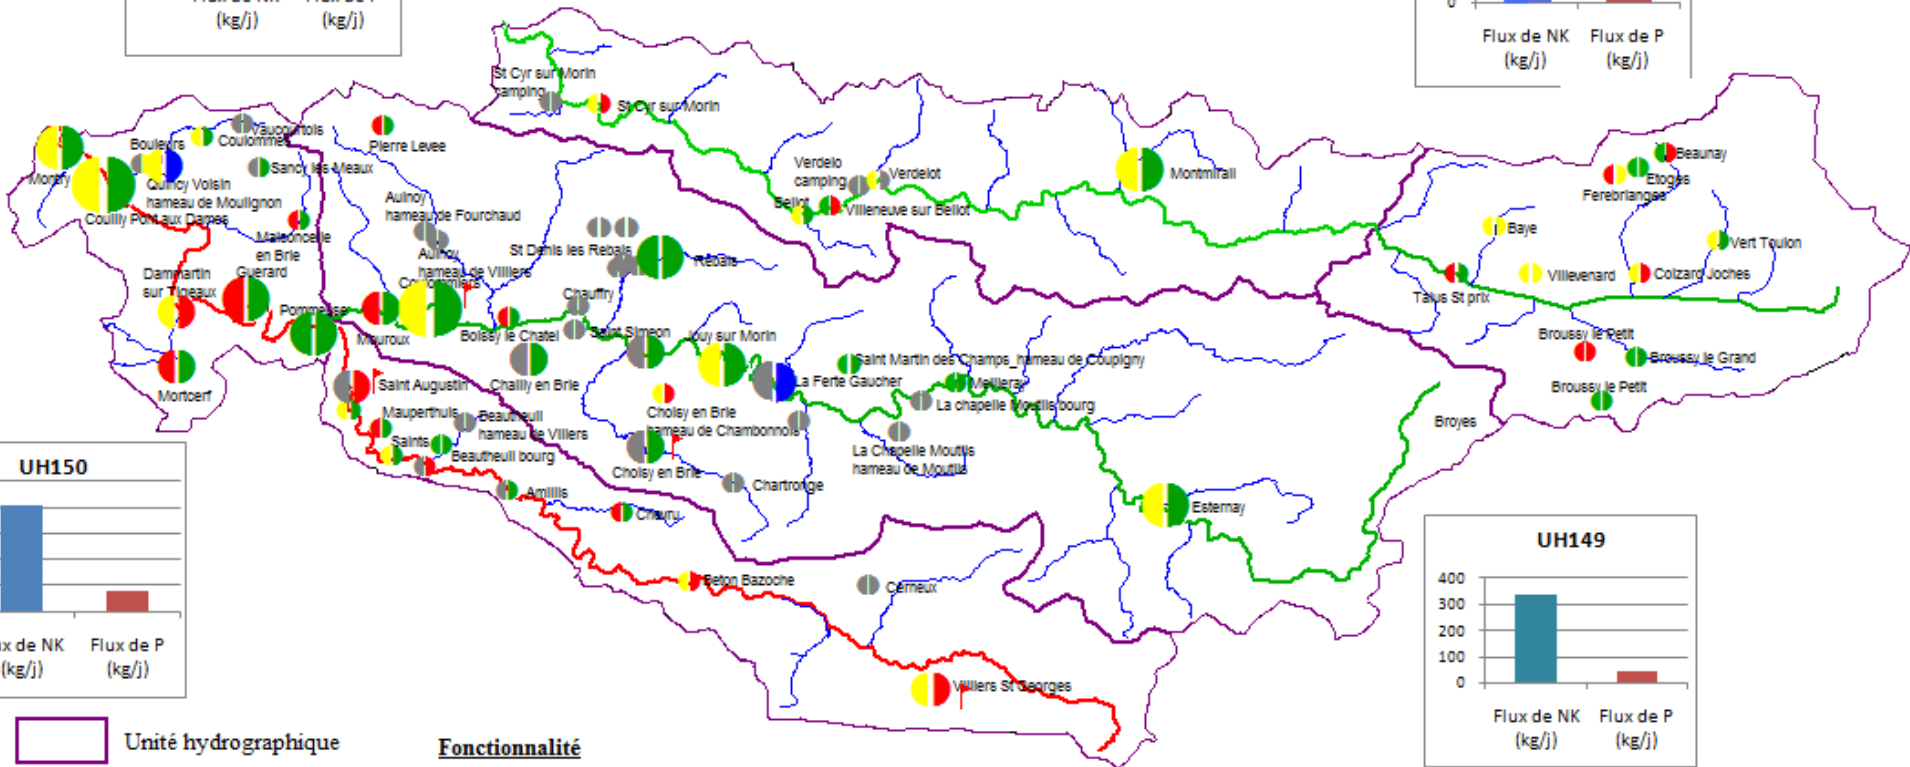 (kg/j)
(kg/j)
0
Flux de NK
Flux de P
(kg/j)
(kg/j)
St Cyr sur Morin
camping
St Cyr sur Morin
Vaucourtois
Coulommes
Bouleurs
Pierre Levee
Montry
Quincy Voisin
hameau de Moulignon
Sancy les Meaux
Couilly Pont aux Dames
Maisoncelle
en Brie
Aulnoy
hameau de Fourchaud
Aulnoy
hameau de Villiers
St Denis les Rebais
Rebais
Verdelo
camping
Verdelot
Bellot
Villeneuve sur Bellot
Montmirail
Beaunay
Etoges
Ferebrianges
Baye
Vert Toulon
Villevenard
Colzard Joches
Talus St prix
Dammartin
sur Tigeaux
Guerard
Pommeuse
Mouroux
Coulommiers
Boissy le Chatel
Chauffry
Saint Simeon
Jouy sur Morin
Chailly en Brie
Mortcerf
Saint Augustin
Mauperthuis
Saints
Beautheuil
hameau de Villiers
Beautheuil bourg
Amillis
Chevru
La Ferte Gaucher
Saint Martin des Champs_hameau de Coupigny
Meilleray
La chapelle Moutils bourg
La Chapelle Moutils
hameau de Moutils
Choisy en Brie
hameau de Chambonnois
Choisy en Brie
Chartronge
Broussy le Petit
Broussy le Grand
Broussy le Petit
Broyes
Esternay
Beton Bazoche
Cerneux
Villiers St Georges
UH150
ux de NK
Flux de P
(kg/j)
(kg/j)
UH149
400
300
200
100
0
Flux de NK
Flux de P
(kg/j)
(kg/j)
Unité hydrographique
Fonctionnalité